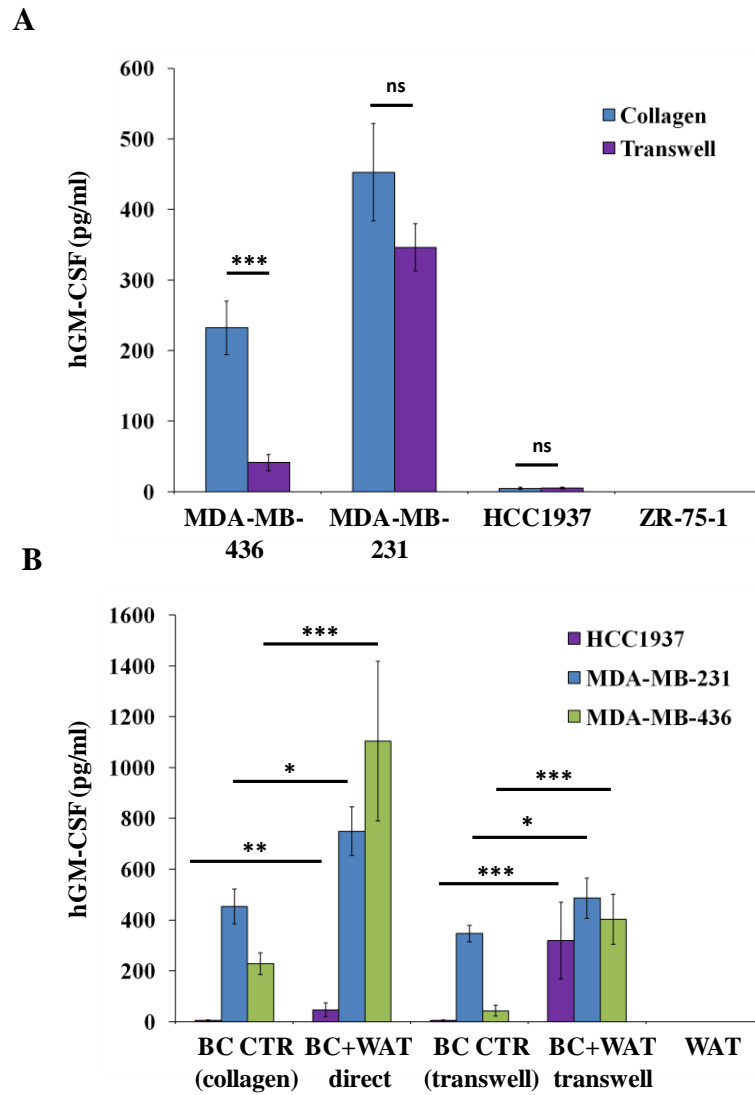 A
600
500
400
300
200
100
0
hGM-CSF (pg/ml)
***
ns
ns
Collagen
Transwell
MDA-MB-436
MDA-MB-231
HCC1937
ZR-75-1
B
1600
1400
1200
1000
800
600
400
200
0
hGM-CSF (pg/ml)
***
*
**
***
*
***
HCC1937
MDA-MB-231
MDA-MB-436
BC CTR (collagen)
BC+WAT direct
BC CTR (transwell)
BC+WAT transwell
WAT